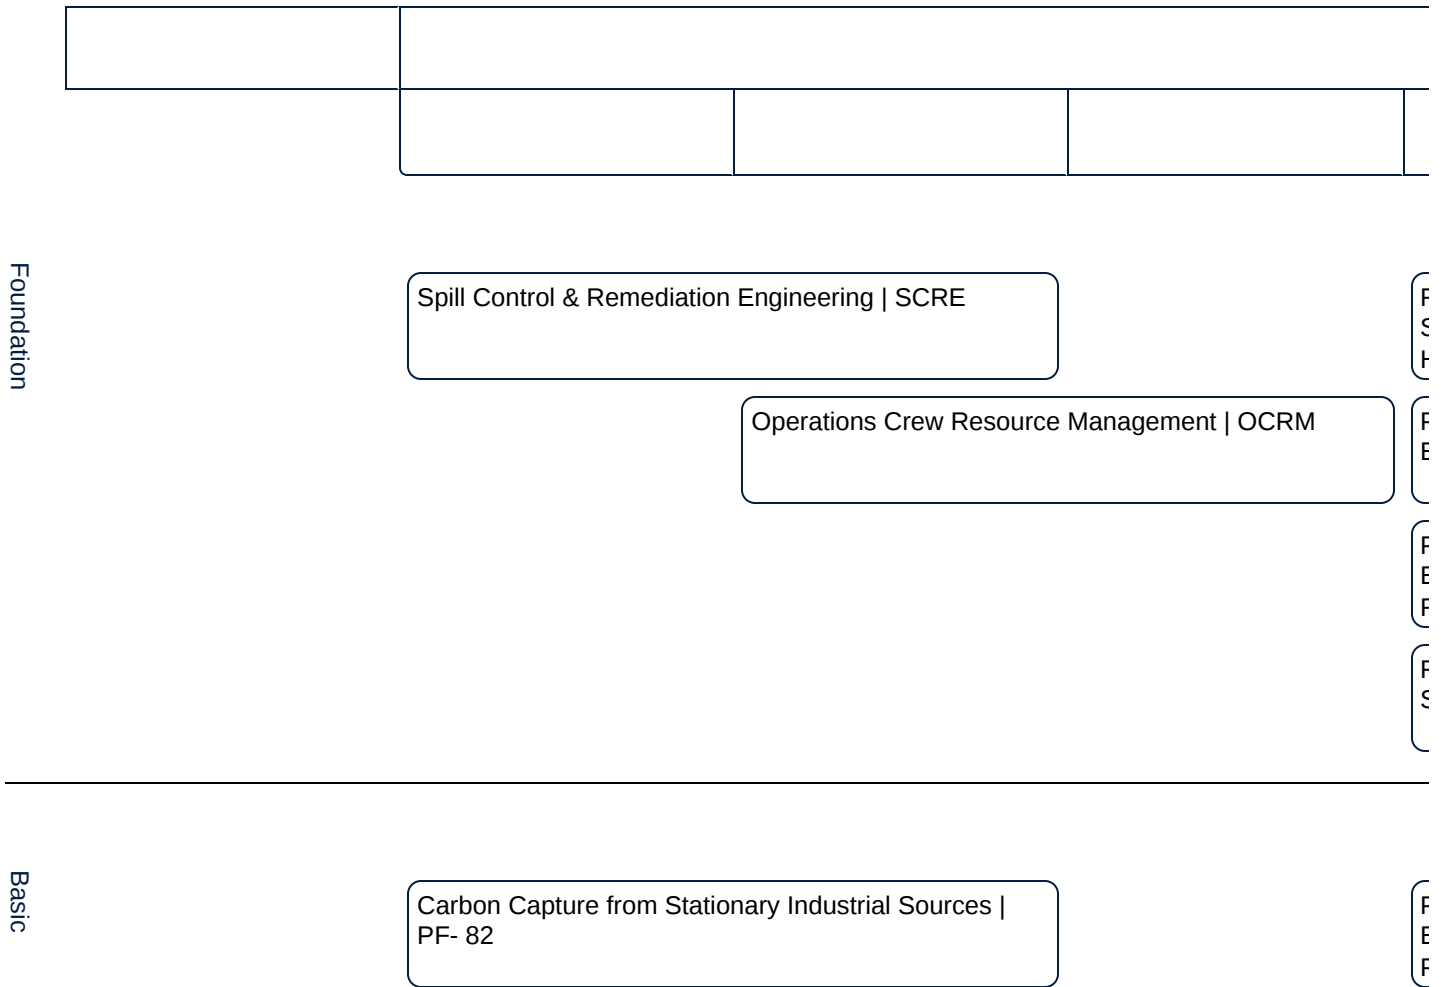 Foundation
Spill Control & Remediation Engineering | SCRE
Operations Crew Resource Management | OCRM
Basic
Carbon Capture from Stationary Industrial Sources |
PF- 82